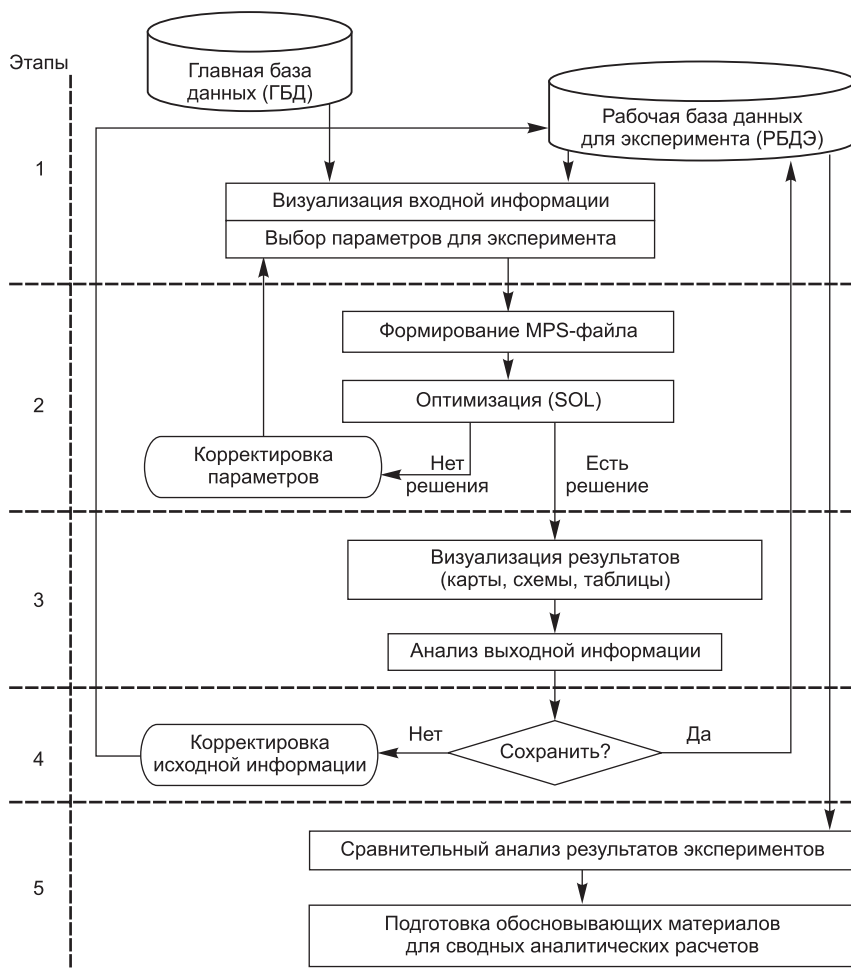 Этапы
Главная база
данных (ГБД)
Рабочая база данных
для эксперимента (РБДЭ)
1
Визуализация входной информации
Выбор параметров для эксперимента
Формирование MPS-файла
2
Оптимизация (SOL)
Корректировка
параметров
Нет
решения
Есть
решение
Визуализация результатов
(карты, схемы, таблицы)
3
Анализ выходной информации
4
Корректировка
исходной информации
Нет
Сохранить?
Да
Сравнительный анализ результатов экспериментов
5
Подготовка обосновывающих материалов
для сводных аналитических расчетов